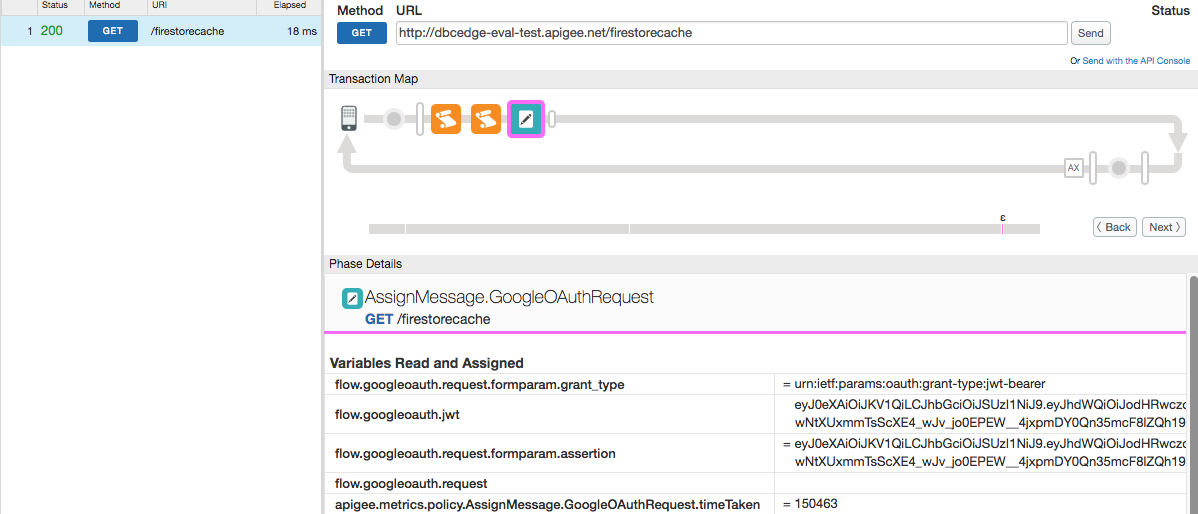 Status Method URI Elapsed
1 200 GET /firestorecache 18 ms
Method URL Status
GET http://dbcedge-eval-test.apigee.net/firestorecache Send
Or Send with the API Console
Transaction Map
AX
ε
Back Next
Phase Details
AssignMessage.GoogleOAuthRequest
GET /firestorecache
Variables Read and Assigned
flow.googleoauth.request.formparam.grant_type = urn:ietf:params:oauth:grant-type:jwt-bearer
flow.googleoauth.jwt eyJ0eXAiOiJKV1QiLCJhbGciOiJSUzI1NiJ9.eyJhdWQiOiJodHRwczo
wNtXUxmmTsScXE4_wJv_jo0EPEW__4jxpmDY0Qn35mcF8lZQh19
flow.googleoauth.request.formparam.assertion = eyJ0eXAiOiJKV1QiLCJhbGciOiJSUzI1NiJ9.eyJhdWQiOiJodHRwczo
wNtXUxmmTsScXE4_wJv_jo0EPEW__4jxpmDY0Qn35mcF8lZQh19
flow.googleoauth.request
apigee.metrics.policy.AssignMessage.GoogleOAuthRequest.timeTaken = 150463